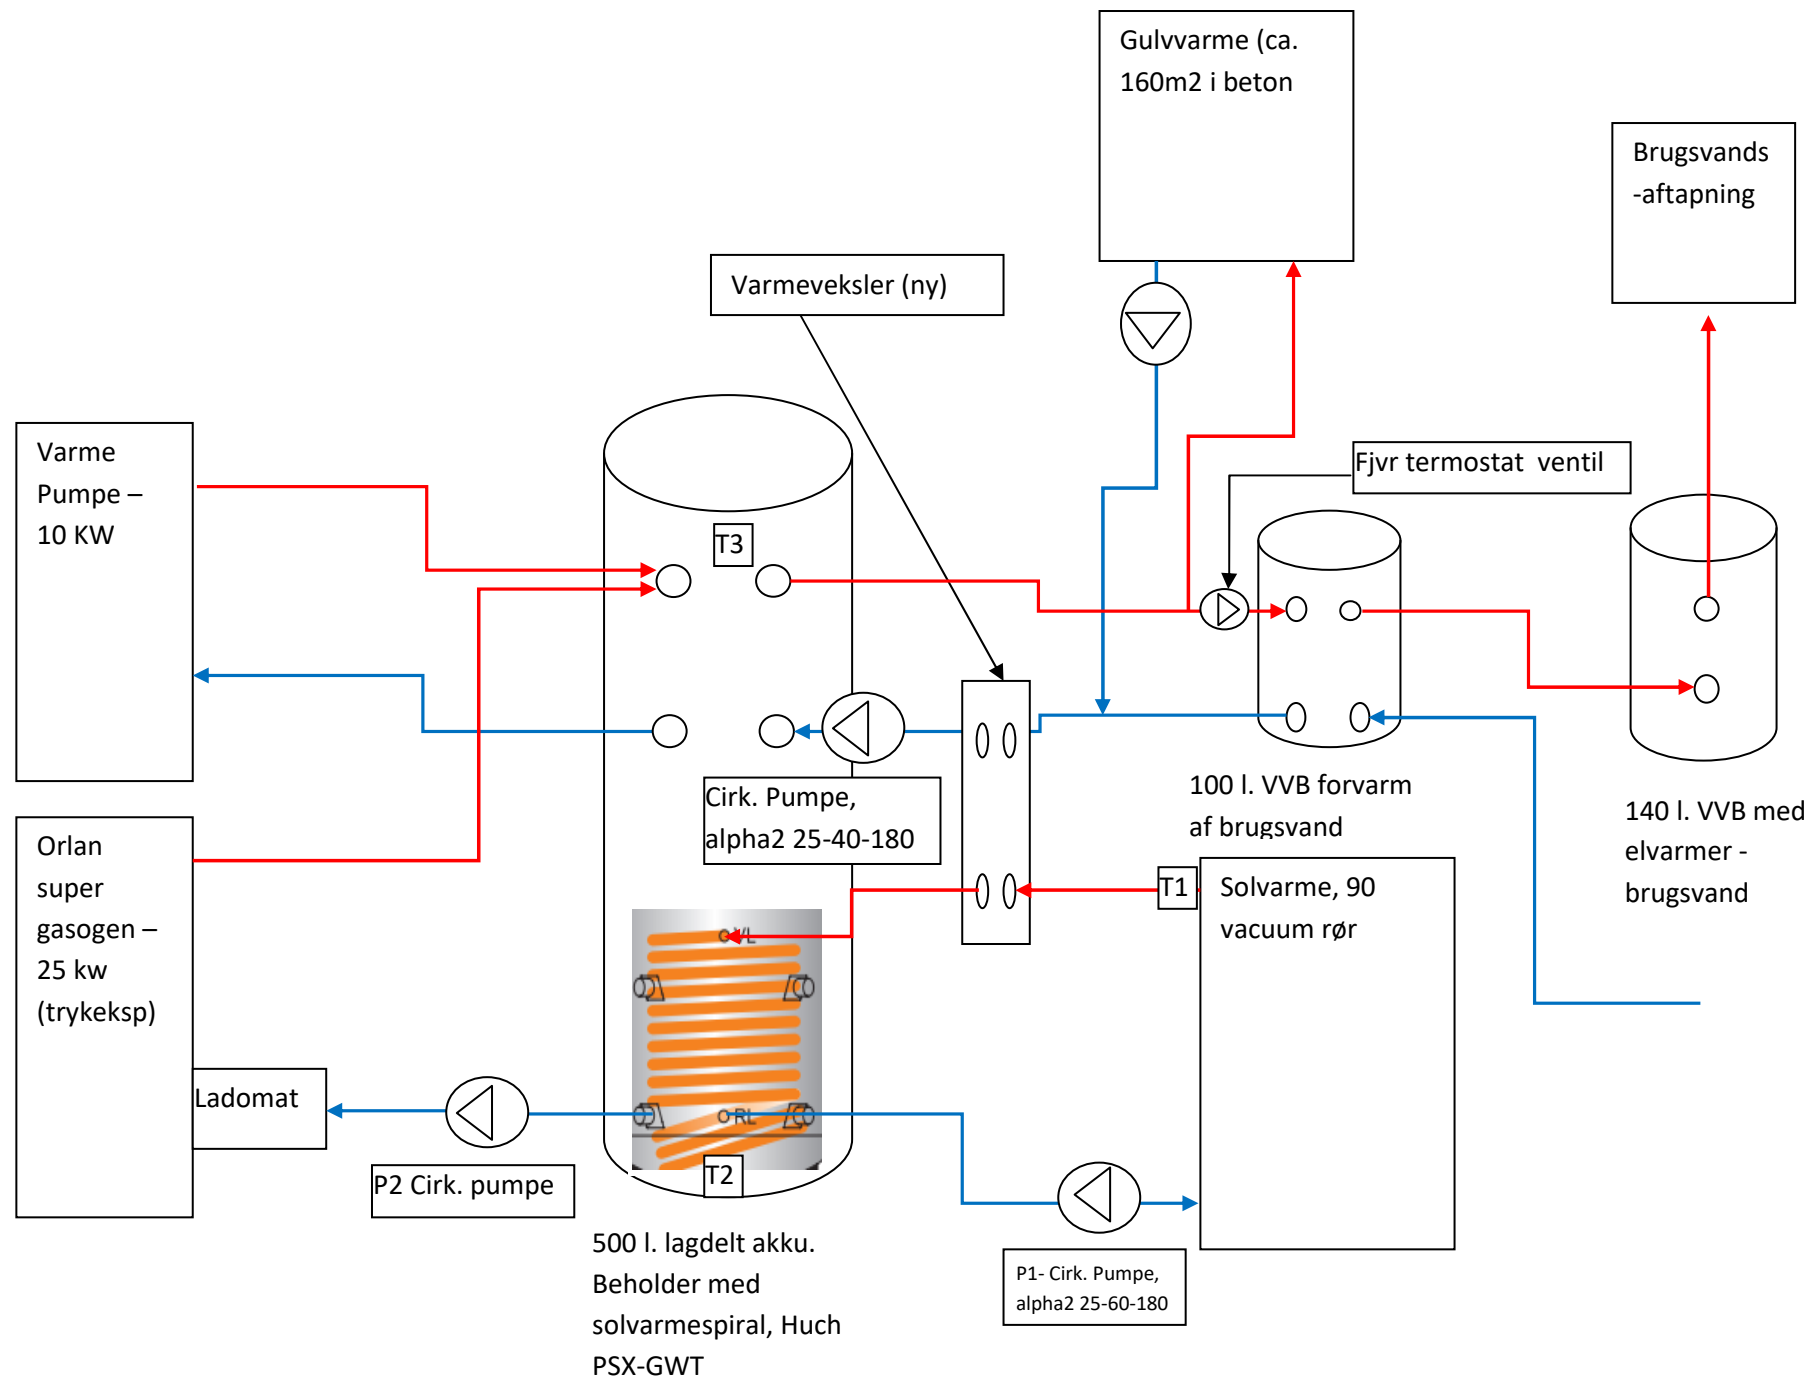 Gulvvarme (ca.
160m2 i beton
Brugsvands
-aftapning
Varmeveksler (ny)
Varme
Pumpe –
10 KW
Fjvr termostat  ventil
T3
Cirk. Pumpe,
alpha2 25-40-180
100 l. VVB forvarm
af brugsvand
140 l. VVB med
elvarmer -
brugsvand
Orlan
super
gasogen –
25 kw
(trykeksp)
T1
Solvarme, 90
vacuum rør
VL
RL
Ladomat
T2
P2 Cirk. pumpe
500 l. lagdelt akku.
Beholder med
solvarmespiral, Huch
PSX-GWT
P1- Cirk. Pumpe,
alpha2 25-60-180